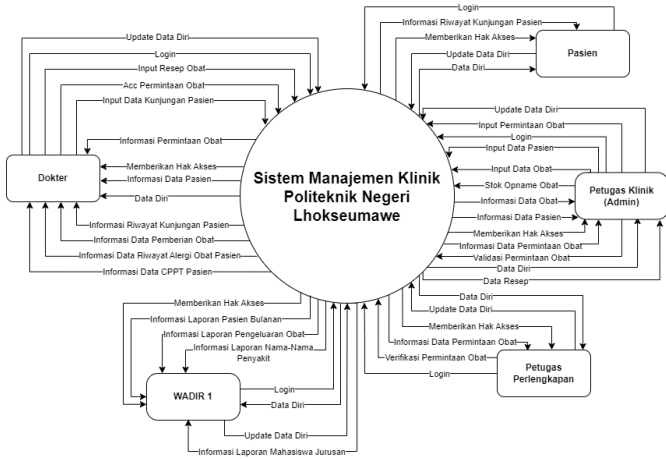 Update Data Diri
Login
Input Resep Obat
Acc Permintaan Obat
Input Data Kunjungan Pasien
Informasi Permintaan Obat
Dokter
Memberikan Hak Akses
Informasi Data Pasien
Data Diri
Informasi Riwayat Kunjungan Pasien
Informasi Data Pemberian Obat
Informasi Data Riwayat Alergi Obat Pasien
Informasi Data CPPT Pasien
Sistem Manajemen Klinik
Politeknik Negeri
Lhokseumawe
Login
Informasi Riwayat Kunjungan Pasien
Memberikan Hak Akses
Update Data Diri
Data Diri
Pasien
Update Data Diri
Input Permintaan Obat
Login
Input Data Pasien
Input Data Obat
Stok Opname Obat
Informasi Data Obat
Informasi Data Pasien
Memberikan Hak Akses
Informasi Data Permintaan Obat
Validasi Permintaan Obat
Data Diri
Data Resep
Petugas Klinik
(Admin)
Data Diri
Update Data Diri
Memberikan Hak Akses
Informasi Data Permintaan Obat
Verifikasi Permintaan Obat
Login
Petugas
Perlengkapan
Memberikan Hak Akses
Informasi Laporan Pasien Bulanan
Informasi Laporan Pengeluaran Obat
Informasi Laporan Nama-Nama
Penyakit
WADIR 1
Login
Data Diri
Update Data Diri
Informasi Laporan Mahasiswa Jurusan